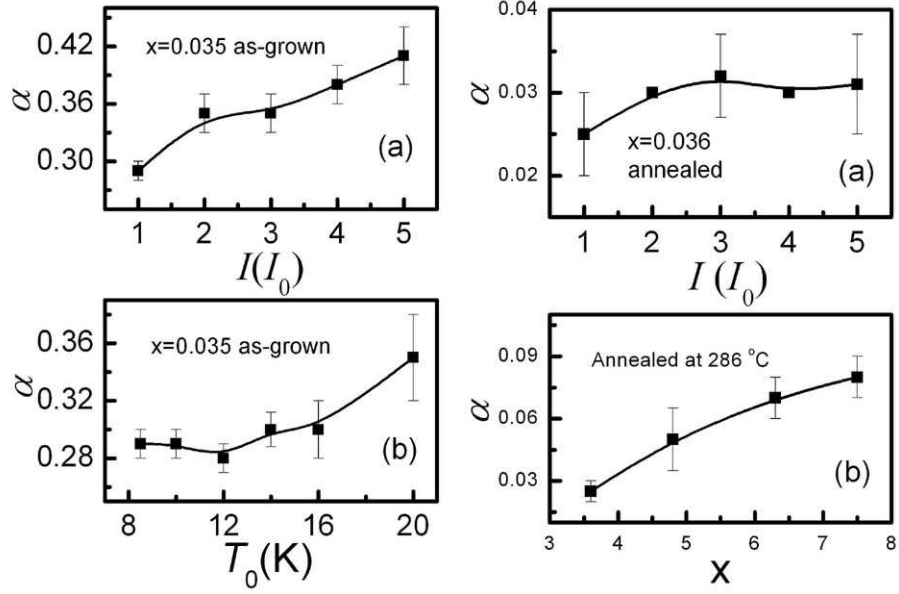 0.42
0.36
0.30
α
x=0.035 as-grown
(a)
1 2 3 4 5
I(I₀)
0.04
0.03
0.02
α
x=0.036
annealed
(a)
1 2 3 4 5
I (I₀)
0.36
0.32
0.28
α
x=0.035 as-grown
(b)
8 12 16 20
T₀(K)
0.09
0.06
0.03
α
Annealed at 286 °C
(b)
3 4 5 6 7 8
x